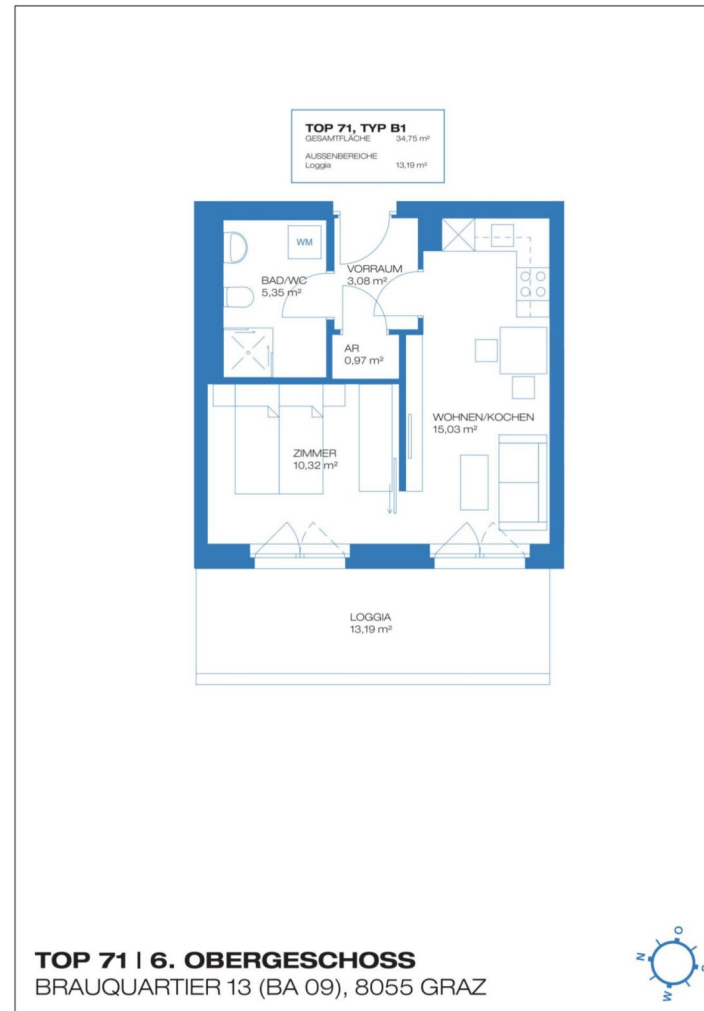 TOP 71, TYP B1
GESAMTFLÄCHE 34,75 m²
AUSSENBEREICHE
Loggia 13,19 m²
WM
BAD/WC
5,35 m²
VORRAUM
3,08 m²
AR
0,97 m²
WOHNEN/KOCHEN
15,03 m²
ZIMMER
10,32 m²
LOGGIA
13,19 m²
TOP 71 | 6. OBERGESCHOSS
BRAUQUARTIER 13 (BA 09), 8055 GRAZ
N
O
W